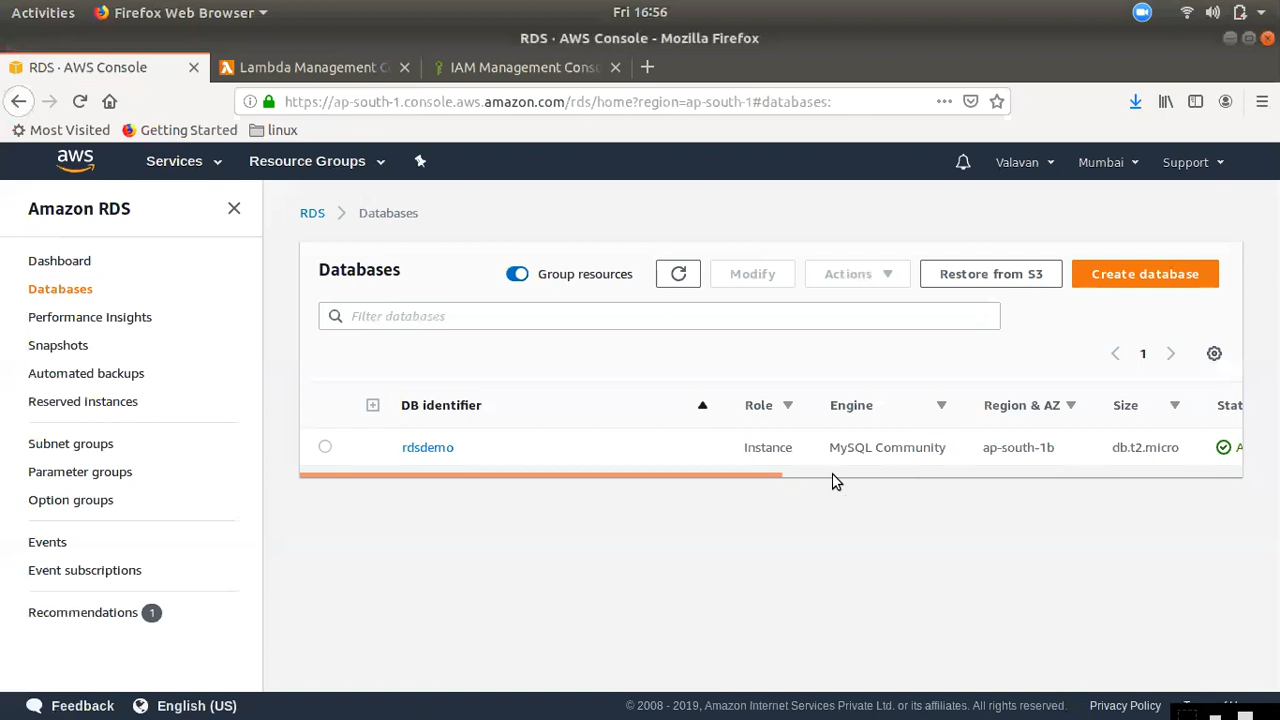 Activities Firefox Web Browser Fri 16:56
RDS · AWS Console - Mozilla Firefox
RDS · AWS Console Lambda Management C IAM Management Cons
https://ap-south-1.console.aws.amazon.com/rds/home?region=ap-south-1#databases:
Most Visited Getting Started linux
aws Services Resource Groups Valavan Mumbai Support
Amazon RDS
Dashboard
Databases
Performance Insights
Snapshots
Automated backups
Reserved instances
Subnet groups
Parameter groups
Option groups
Events
Event subscriptions
Recommendations 1
RDS Databases
Databases Group resources Modify Actions Restore from S3 Create database
Filter databases
1
DB identifier Role Engine Region & AZ Size Stat
rdsdemo Instance MySQL Community ap-south-1b db.t2.micro A
Feedback English (US) © 2008 - 2019, Amazon Internet Services Private Ltd. or its affiliates. All rights reserved. Privacy Policy